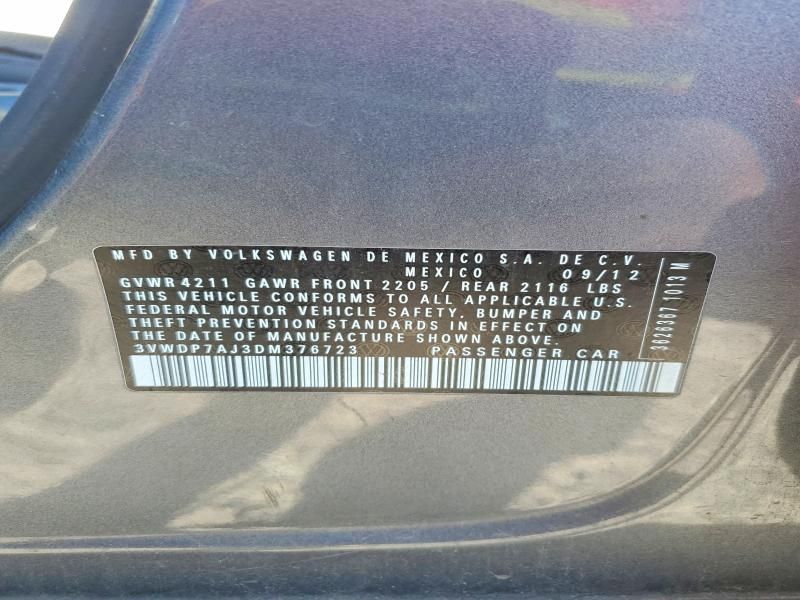 MFD BY VOLKSWAGEN DE MEXICO S.A. DE C.V.
MEXICO 09/12
GVWR 4211 GAWR FRONT 2205 / REAR 2116 LBS
THIS VEHICLE CONFORMS TO ALL APPLICABLE U.S.
FEDERAL MOTOR VEHICLE SAFETY, BUMPER AND
THEFT PREVENTION STANDARDS IN EFFECT ON
THE DATE OF MANUFACTURE SHOWN ABOVE.
3VWDP7AJ3DM376723 PASSENGER CAR
3626367 1013 M